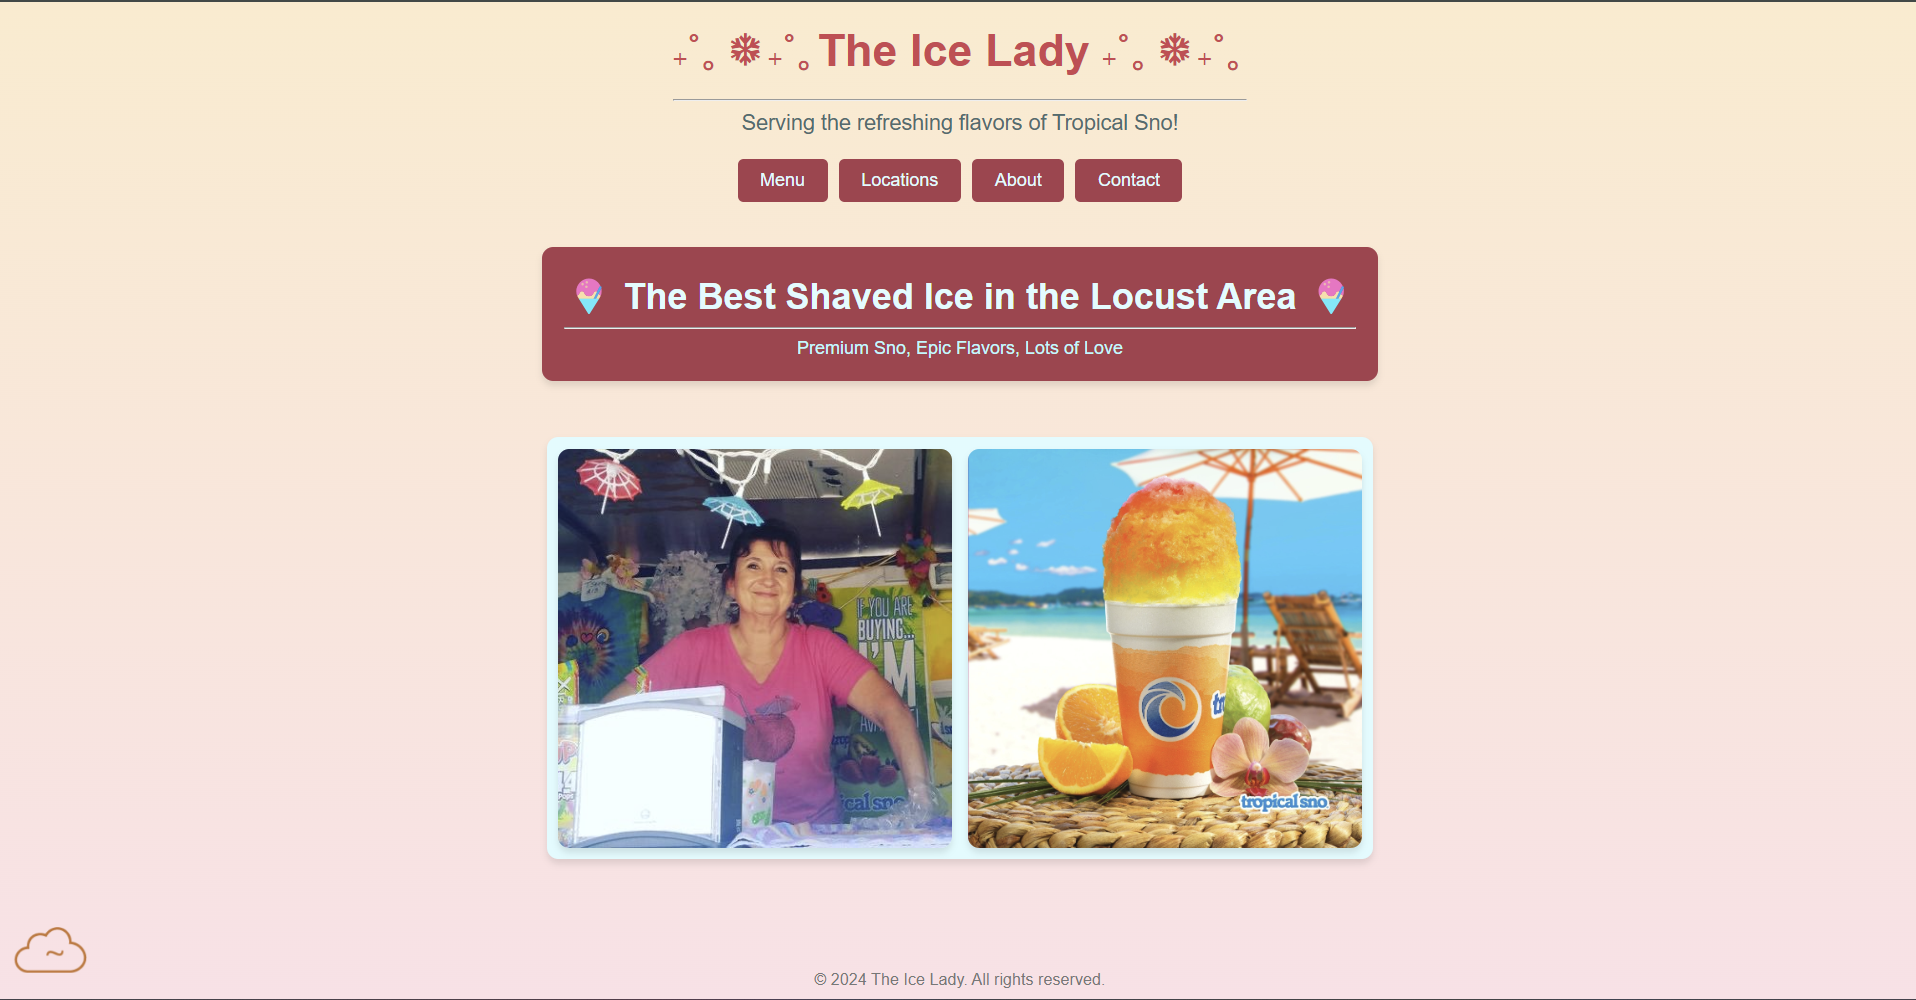 ₊˚｡ ❄ ₊˚｡ The Ice Lady ₊˚｡ ❄ ₊˚｡
Serving the refreshing flavors of Tropical Sno!
Menu Locations About Contact
🍧 The Best Shaved Ice in the Locust Area 🍧
Premium Sno, Epic Flavors, Lots of Love
IF YOU ARE
BUYING...
I'M
tropical sno
~
© 2024 The Ice Lady. All rights reserved.